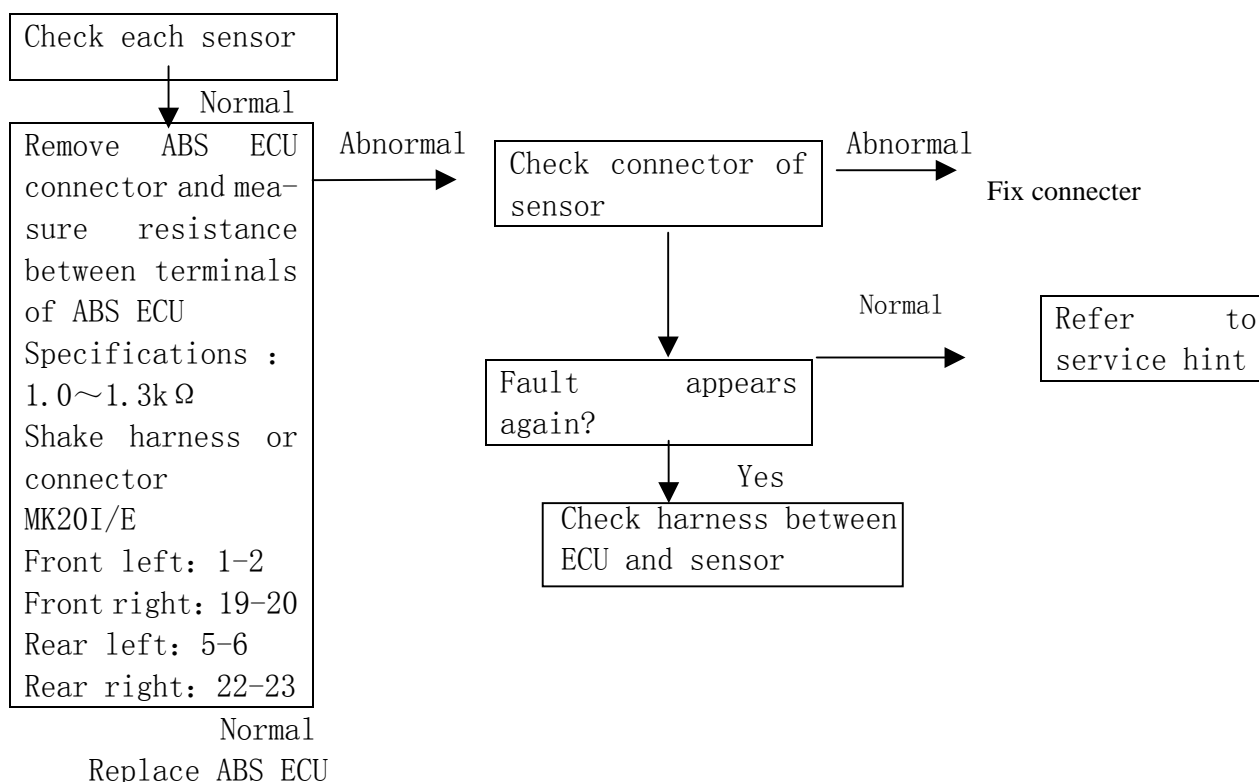 Check each sensor
Normal
Remove ABS ECU
connector and mea-
sure resistance
between terminals
of ABS ECU
Specifications：
1.0～1.3kΩ
Shake harness or
connector
MK20I/E
Front left：1-2
Front right：19-20
Rear left：5-6
Rear right：22-23
Normal
Replace ABS ECU
Abnormal
Check connector of
sensor
Abnormal
Fix connecter
Fault appears
again?
Normal
Refer to
service hint
Yes
Check harness between
ECU and sensor